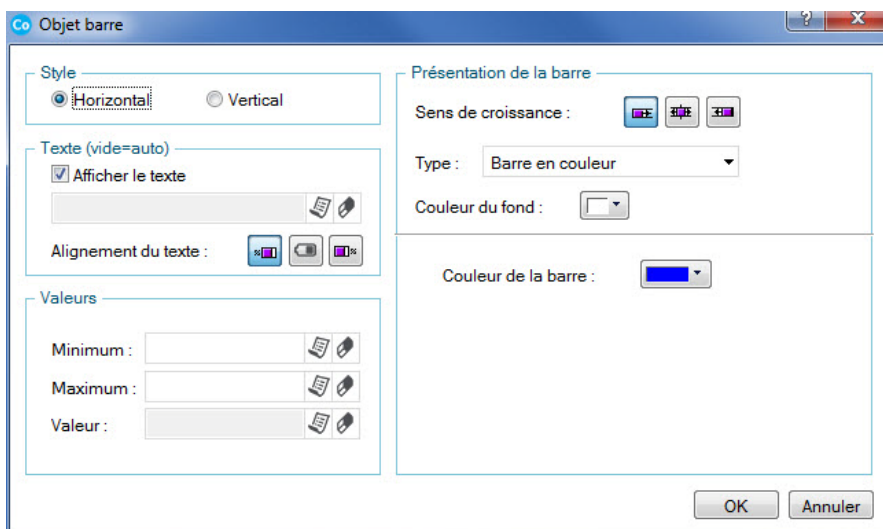 Co Objet barre
?
X
Style
Horizontal
Vertical
Texte (vide=auto)
Afficher le texte
Alignement du texte :
Valeurs
Minimum :
Maximum :
Valeur :
Présentation de la barre
Sens de croissance :
Type : Barre en couleur
Couleur du fond :
Couleur de la barre :
OK
Annuler